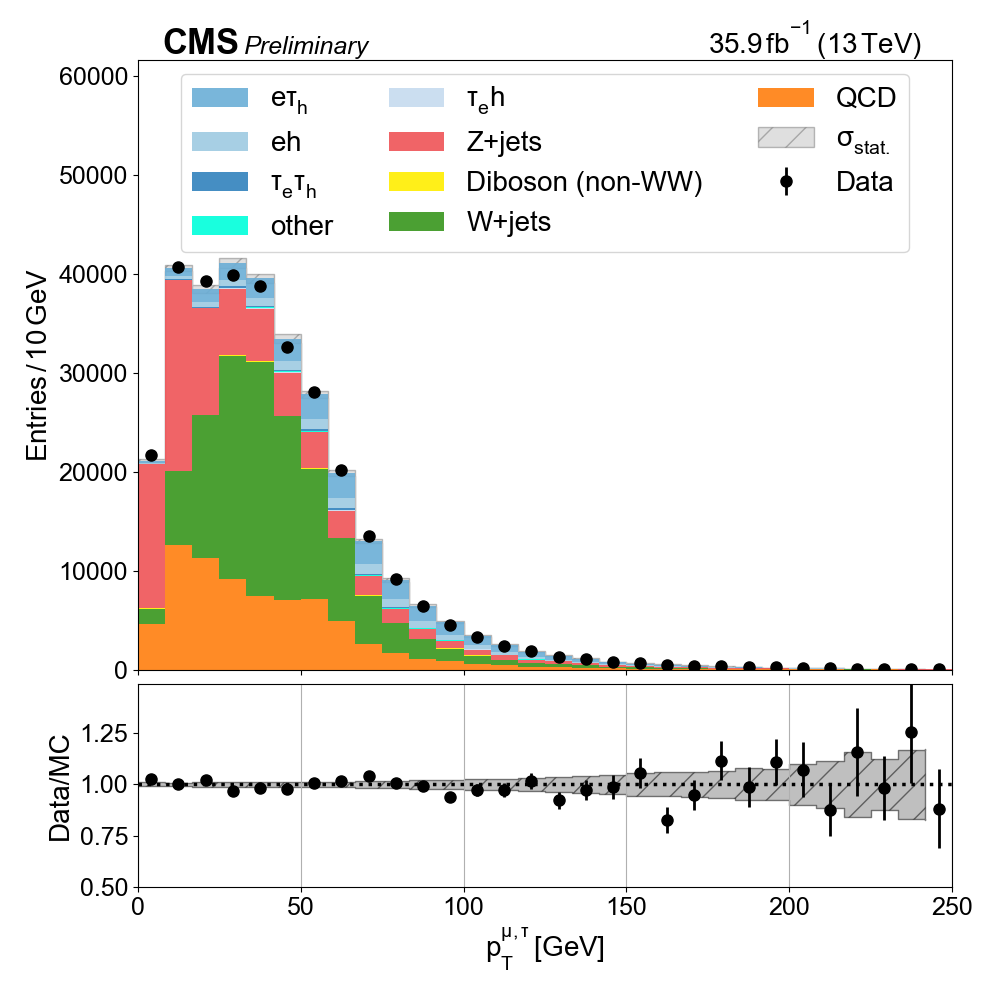 CMS Preliminary 35.9 fb⁻¹ (13 TeV)
60000
50000
40000
30000
20000
10000
0
Entries / 10 GeV
eτh
eh
τeτh
other
τeh
Z+jets
Diboson (non-WW)
W+jets
QCD
σstat.
Data
1.25
1.00
0.75
0.50
Data/MC
0 50 100 150 200 250
pTμ,τ [GeV]